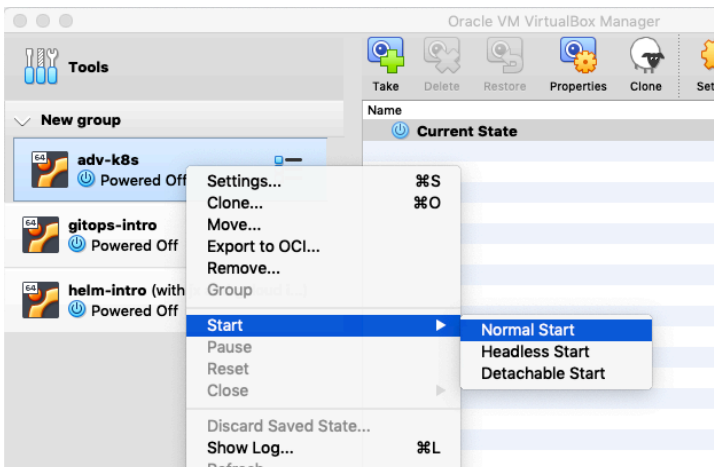 Oracle VM VirtualBox Manager
Tools
Take Delete Restore Properties Clone Set
New group
Name
Current State
64 adv-k8s
Powered Off
64 gitops-intro
Powered Off
64 helm-intro (with
Powered Off
Settings... ⌘S
Clone... ⌘O
Move...
Export to OCI...
Remove...
Group
Start
Pause
Reset
Close
Discard Saved State...
Show Log... ⌘L
Refresh
Normal Start
Headless Start
Detachable Start